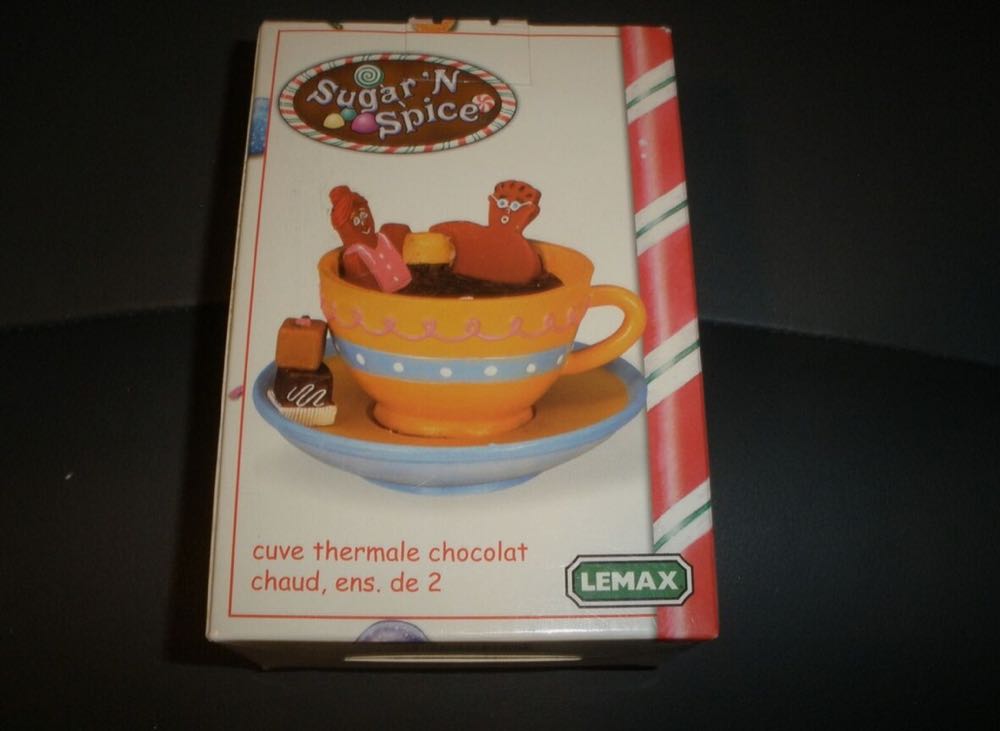 Sugar 'N
Spice
cuve thermale chocolat
chaud, ens. de 2
LEMAX